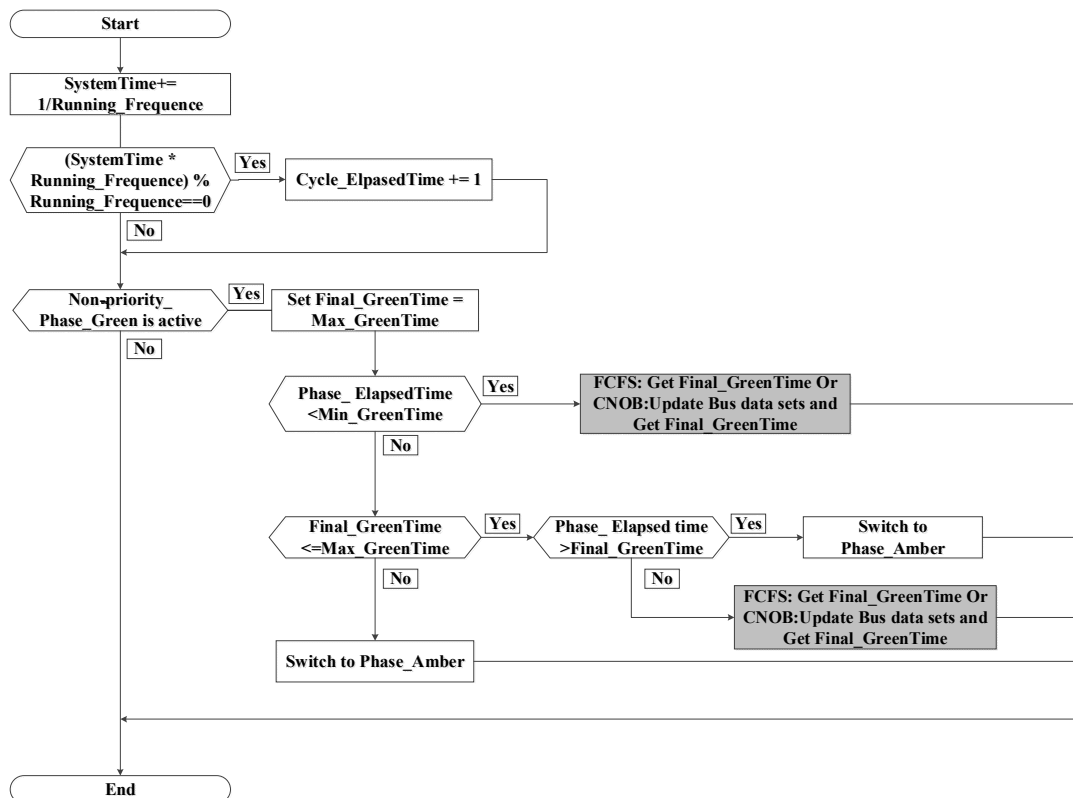 Start
SystemTime+=
1/Running_Frequence
(SystemTime *
Running_Frequence) %
Running_Frequence==0
Yes
Cycle_ElpasedTime += 1
No
Non-priority_
Phase_Green is active
Yes
Set Final_GreenTime =
Max_GreenTime
No
Phase_ ElapsedTime
<Min_GreenTime
Yes
FCFS: Get Final_GreenTime Or
CNOB:Update Bus data sets and
Get Final_GreenTime
No
Final_GreenTime
<=Max_GreenTime
Yes
Phase_ Elapsed time
>Final_GreenTime
Yes
Switch to
Phase_Amber
No
No
FCFS: Get Final_GreenTime Or
CNOB:Update Bus data sets and
Get Final_GreenTime
Switch to Phase_Amber
End